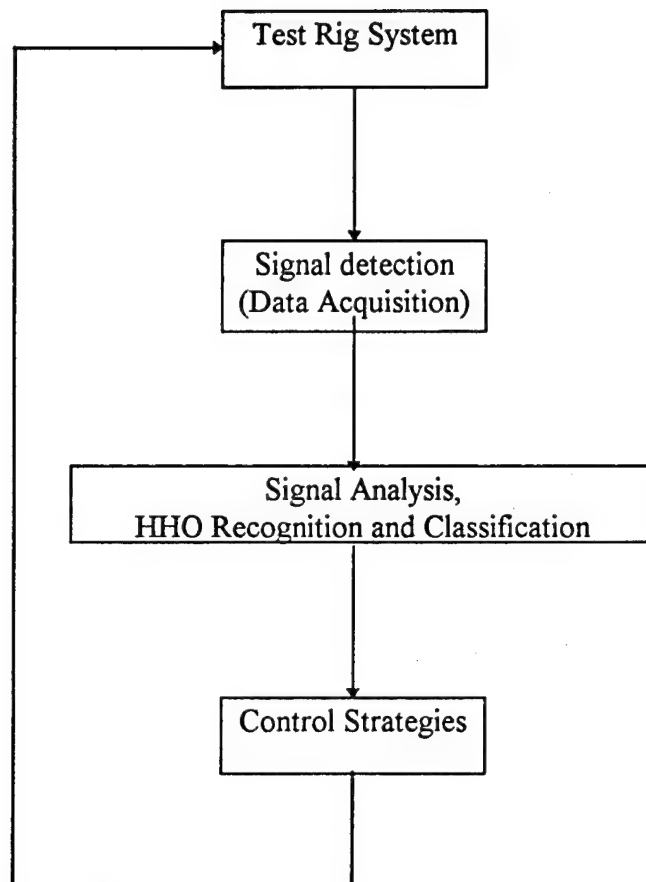 Test Rig System
Signal detection
(Data Acquisition)
Signal Analysis,
HHO Recognition and Classification
Control Strategies